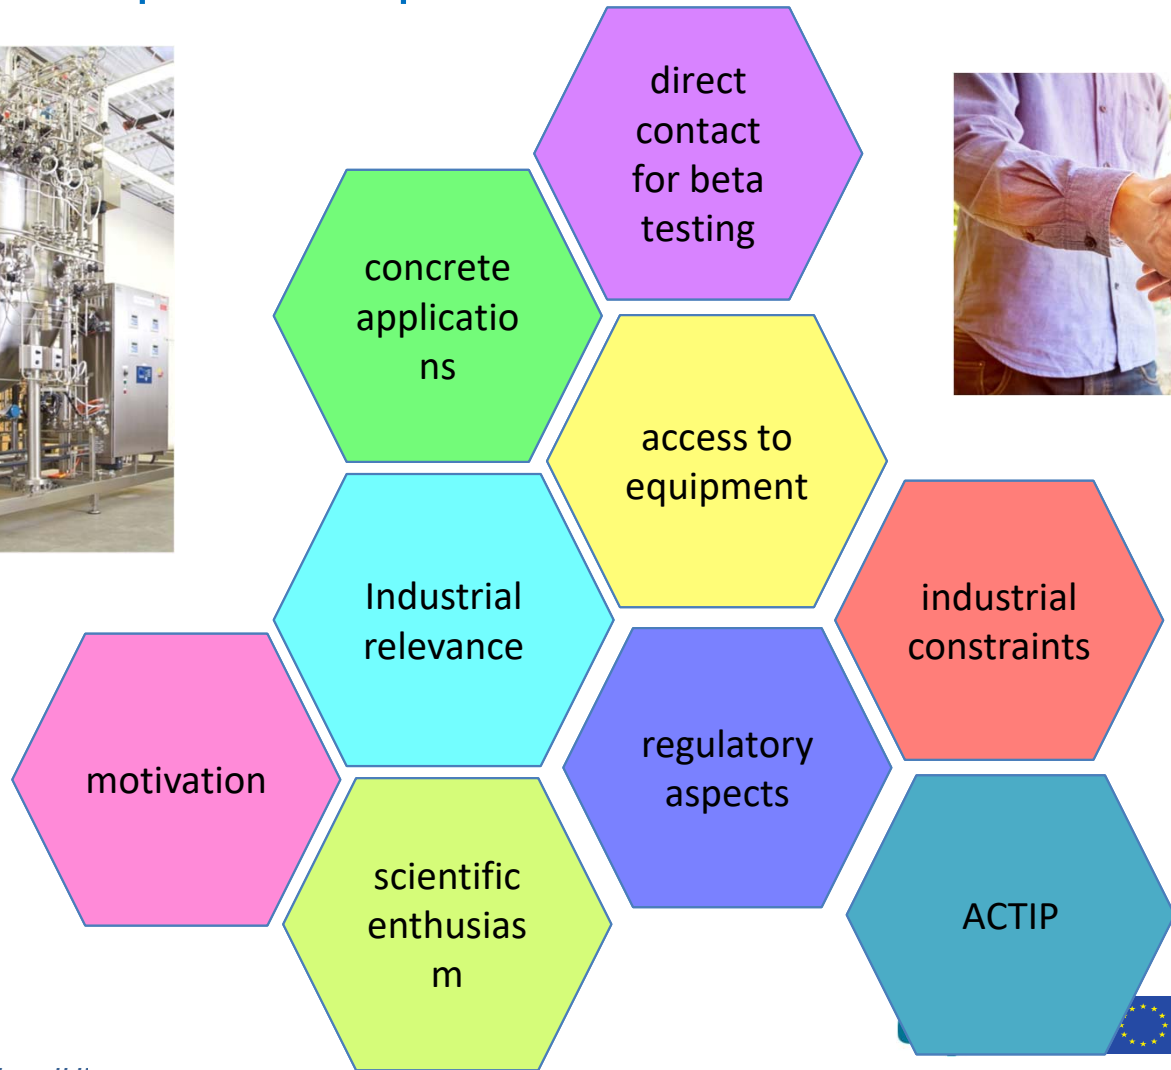 direct
contact
for beta
testing
concrete
applicatio
ns
access to
equipment
Industrial
relevance
industrial
constraints
regulatory
aspects
motivation
scientific
enthusias
m
ACTIP